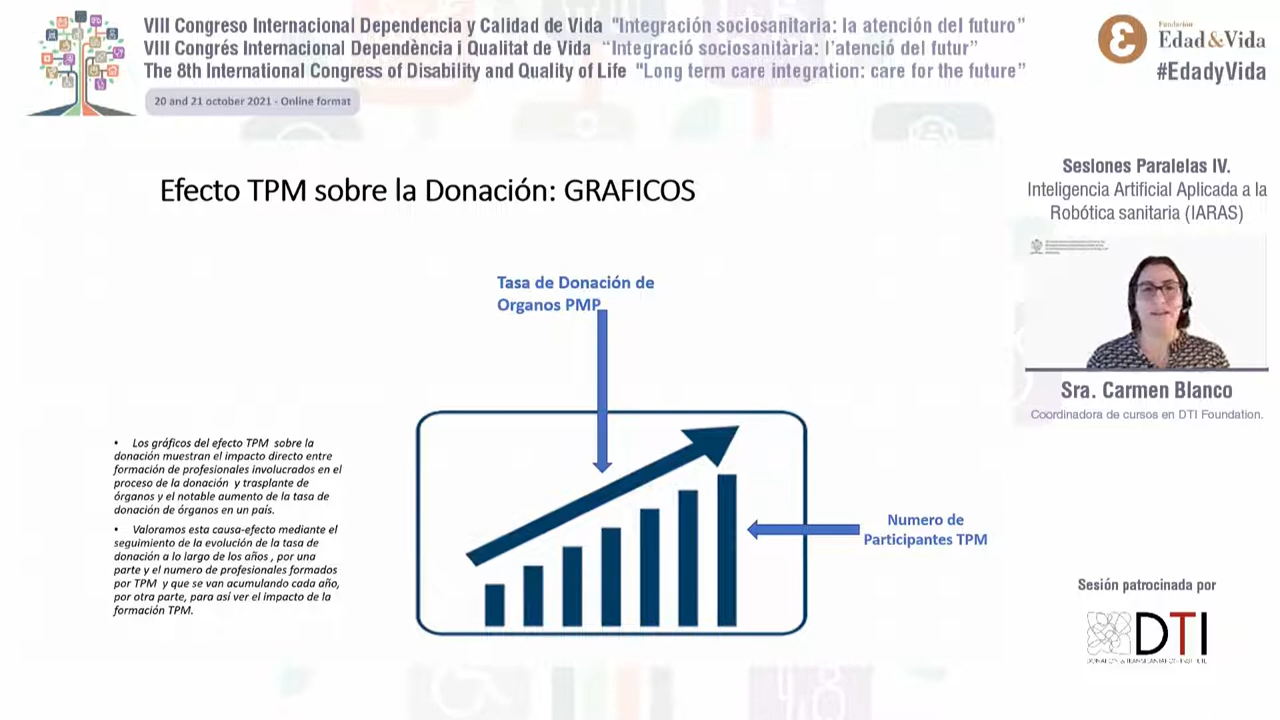 VIII Congreso Internacional Dependencia y Calidad de Vida "Integración sociosanitaria: la atención del futuro"
VIII Congrés Internacional Dependència i Qualitat de Vida "Integració sociosanitària: l'atenció del futur"
The 8th International Congress of Disability and Quality of Life "Long term care integration: care for the future"
20 and 21 october 2021 - Online format
Fundación
Edad&Vida
#EdadyVida
Efecto TPM sobre la Donación: GRAFICOS
Tasa de Donación de
Organos PMP
• Los gráficos del efecto TPM sobre la
donación muestran el impacto directo entre
formación de profesionales involucrados en el
proceso de la donación y trasplante de
órganos y el notable aumento de la tasa de
donación de órganos en un país.
• Valoramos esta causa-efecto mediante el
seguimiento de la evolución de la tasa de
donación a lo largo de los años , por una
parte y el numero de profesionales formados
por TPM y que se van acumulando cada año,
por otra parte, para así ver el impacto de la
formación TPM.
Numero de
Participantes TPM
Sesiones Paralelas IV.
Inteligencia Artificial Aplicada a la
Robótica sanitaria (IARAS)
Sra. Carmen Blanco
Coordinadora de cursos en DTI Foundation.
Sesión patrocinada por
DTI
DONATION & TRANSPLANTATION INSTITUTE